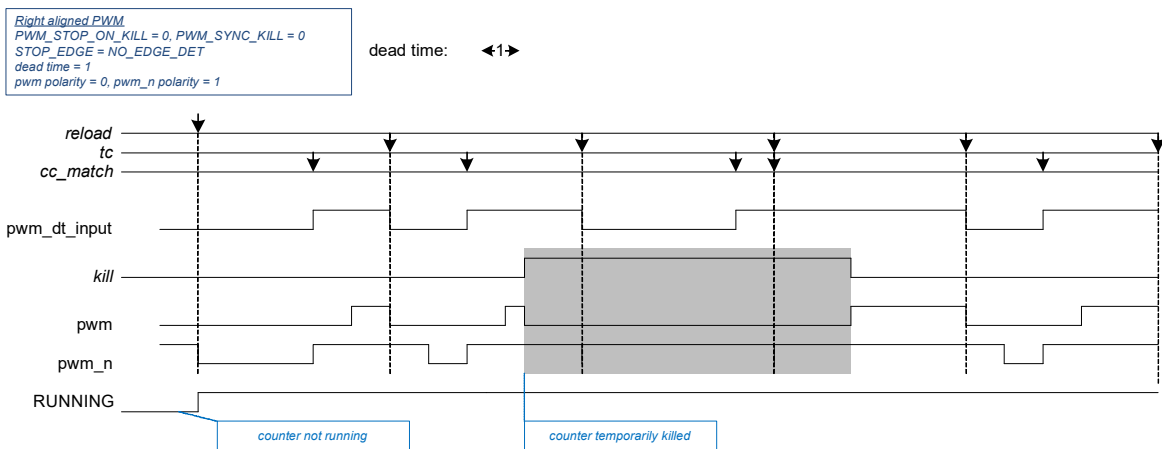 Right aligned PWM
PWM_STOP_ON_KILL = 0, PWM_SYNC_KILL = 0
STOP_EDGE = NO_EDGE_DET
dead time = 1
pwm polarity = 0, pwm_n polarity = 1
dead time: 1
reload
tc
cc_match
pwm_dt_input
kill
pwm
pwm_n
RUNNING
counter not running
counter temporarily killed